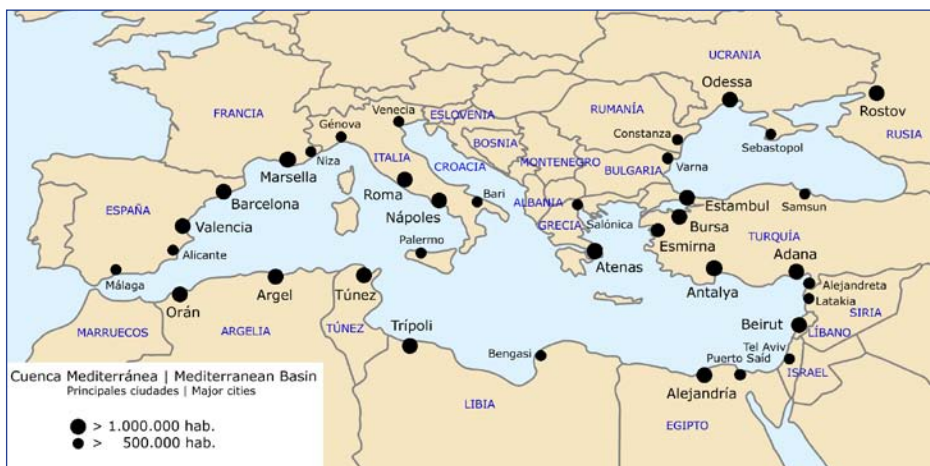 UCRANIA
Odessa
Rostov
FRANCIA
Venecia
ESLOVENIA
RUMANÍA
Génova
Constanza
Sebastopol
RUSIA
BOSNIA
Niza
ITALIA
Marsella
CROACIA
MONTENEGRO
BULGARIA
Varna
Roma
Bari
ALBANIA
Barcelona
Estambul
Samsun
ESPAÑA
Nápoles
GRECIA
Salónica
Bursa
Valencia
Palermo
Esmirna
TURQUÍA
Alicante
Atenas
Adana
Málaga
Argel
Túnez
Antalya
Alejandreta
Orán
Latakia
SIRIA
MARRUECOS
ARGELIA
TÚNEZ
Trípoli
Beirut
LÍBANO
Bengasi
Tel Aviv
Puerto Saíd
ISRAEL
Alejandría
LIBIA
EGIPTO
Cuenca Mediterránea | Mediterranean Basin
Principales ciudades | Major cities
> 1.000.000 hab.
> 500.000 hab.